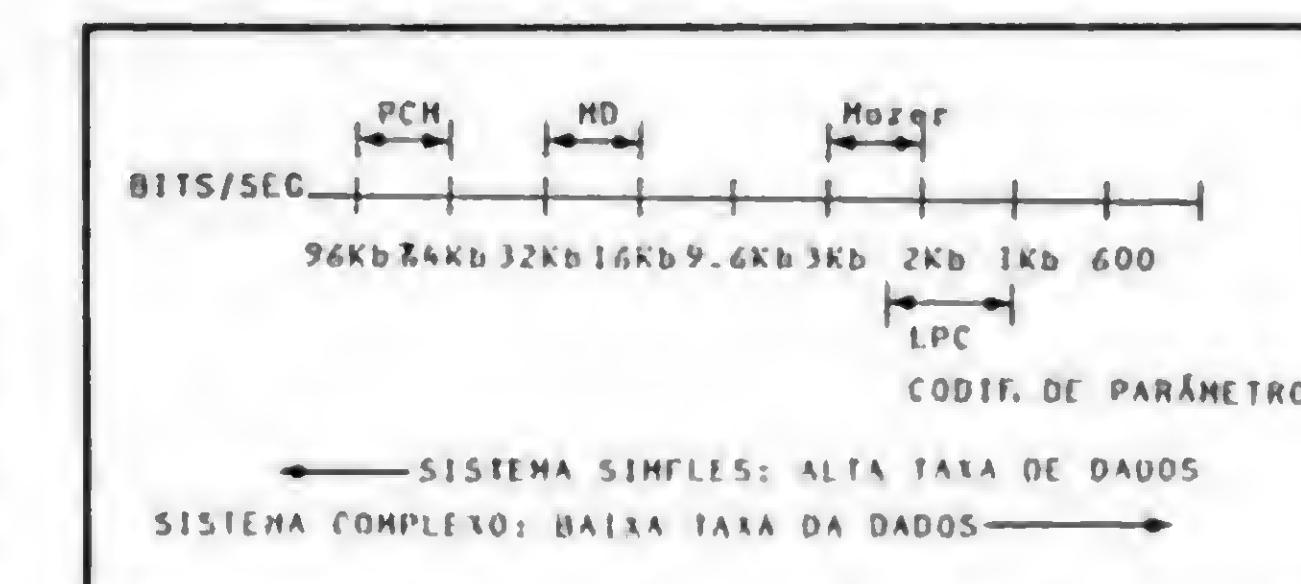 PCM MD Mozer
BITS/SEG
96Kb 64Kb 32Kb 16Kb 9.6Kb 3Kb 2Kb 1Kb 600
LPC
CODIF. DE PARÂMETRO
SISTEMA SIMPLES: ALTA TAXA DE DADOS
SISTEMA COMPLEXO: BAIXA TAXA DA DADOS